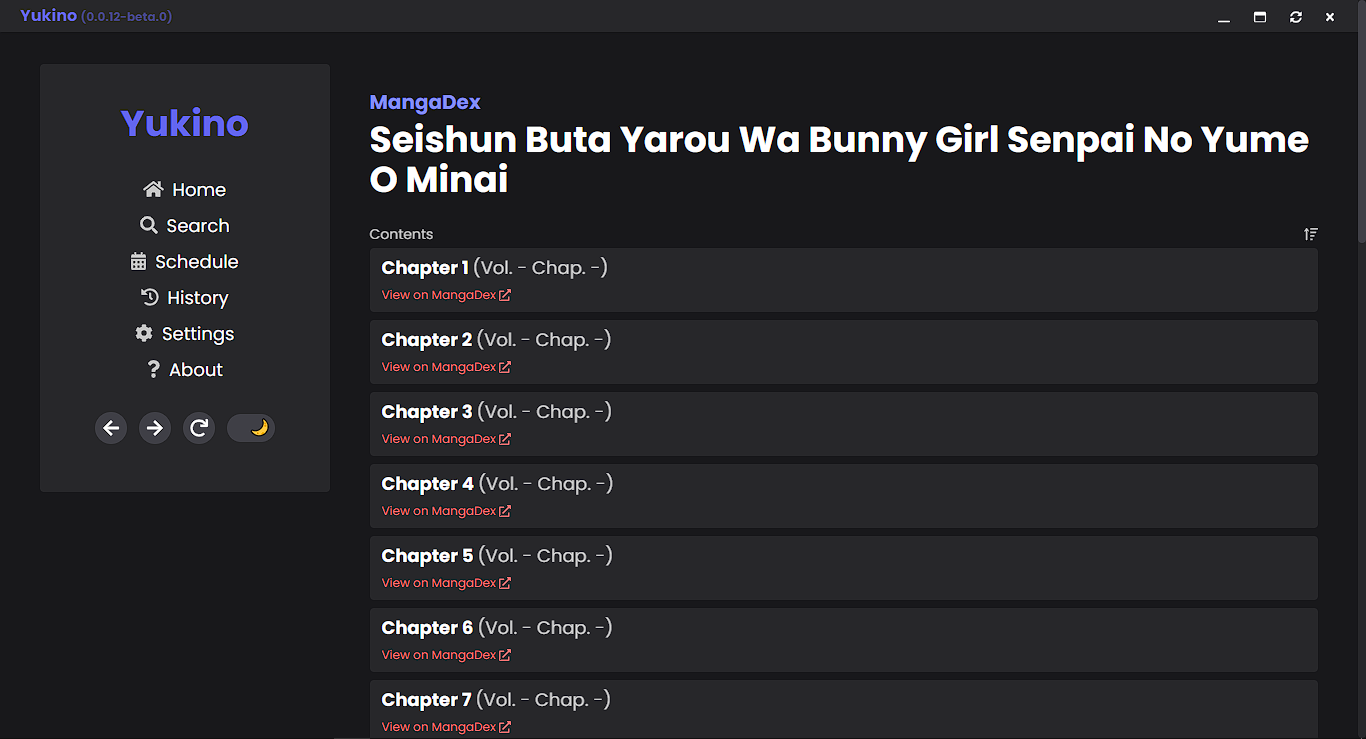 Yukino (0.0.12-beta.0)
Yukino
Home
Search
Schedule
History
Settings
About
MangaDex
Seishun Buta Yarou Wa Bunny Girl Senpai No Yume
O Minai
Contents
Chapter 1 (Vol. - Chap. -)
View on MangaDex
Chapter 2 (Vol. - Chap. -)
View on MangaDex
Chapter 3 (Vol. - Chap. -)
View on MangaDex
Chapter 4 (Vol. - Chap. -)
View on MangaDex
Chapter 5 (Vol. - Chap. -)
View on MangaDex
Chapter 6 (Vol. - Chap. -)
View on MangaDex
Chapter 7 (Vol. - Chap. -)
View on MangaDex